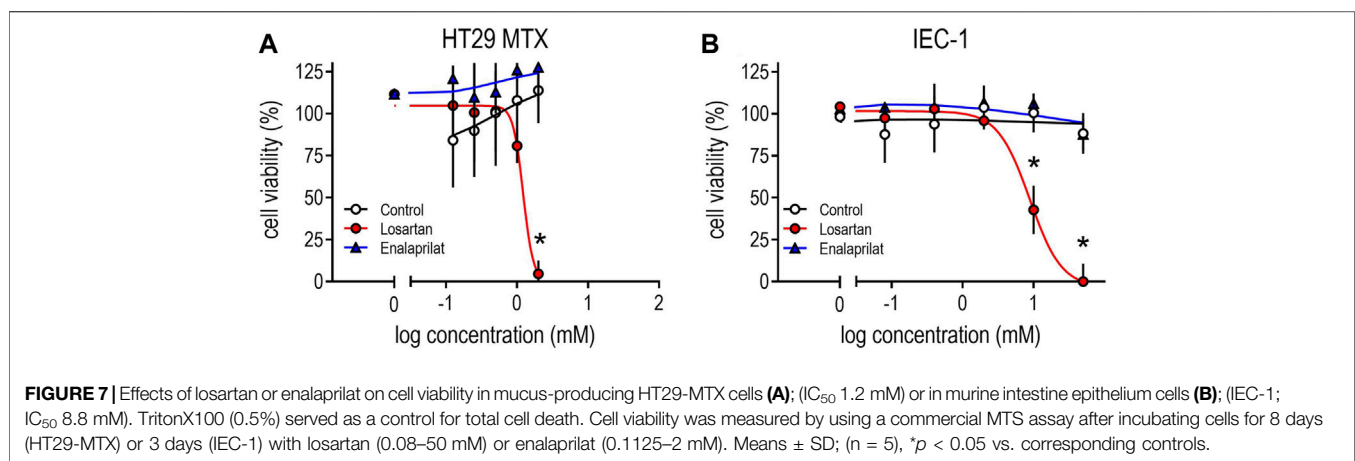 A HT29 MTX
cell viability (%)
125
100
75
50
25
0
Control
Losartan
Enalaprilat
*
0 -1 0 1 2
log concentration (mM)
B IEC-1
cell viability (%)
125
100
75
50
25
0
Control
Losartan
Enalaprilat
*
*
0 -1 0 1
log concentration (mM)
FIGURE 7 | Effects of losartan or enalaprilat on cell viability in mucus-producing HT29-MTX cells (A); (IC50 1.2 mM) or in murine intestine epithelium cells (B); (IEC-1;
IC50 8.8 mM). TritonX100 (0.5%) served as a control for total cell death. Cell viability was measured by using a commercial MTS assay after incubating cells for 8 days
(HT29-MTX) or 3 days (IEC-1) with losartan (0.08–50 mM) or enalaprilat (0.1125–2 mM). Means ± SD; (n = 5), *p < 0.05 vs. corresponding controls.